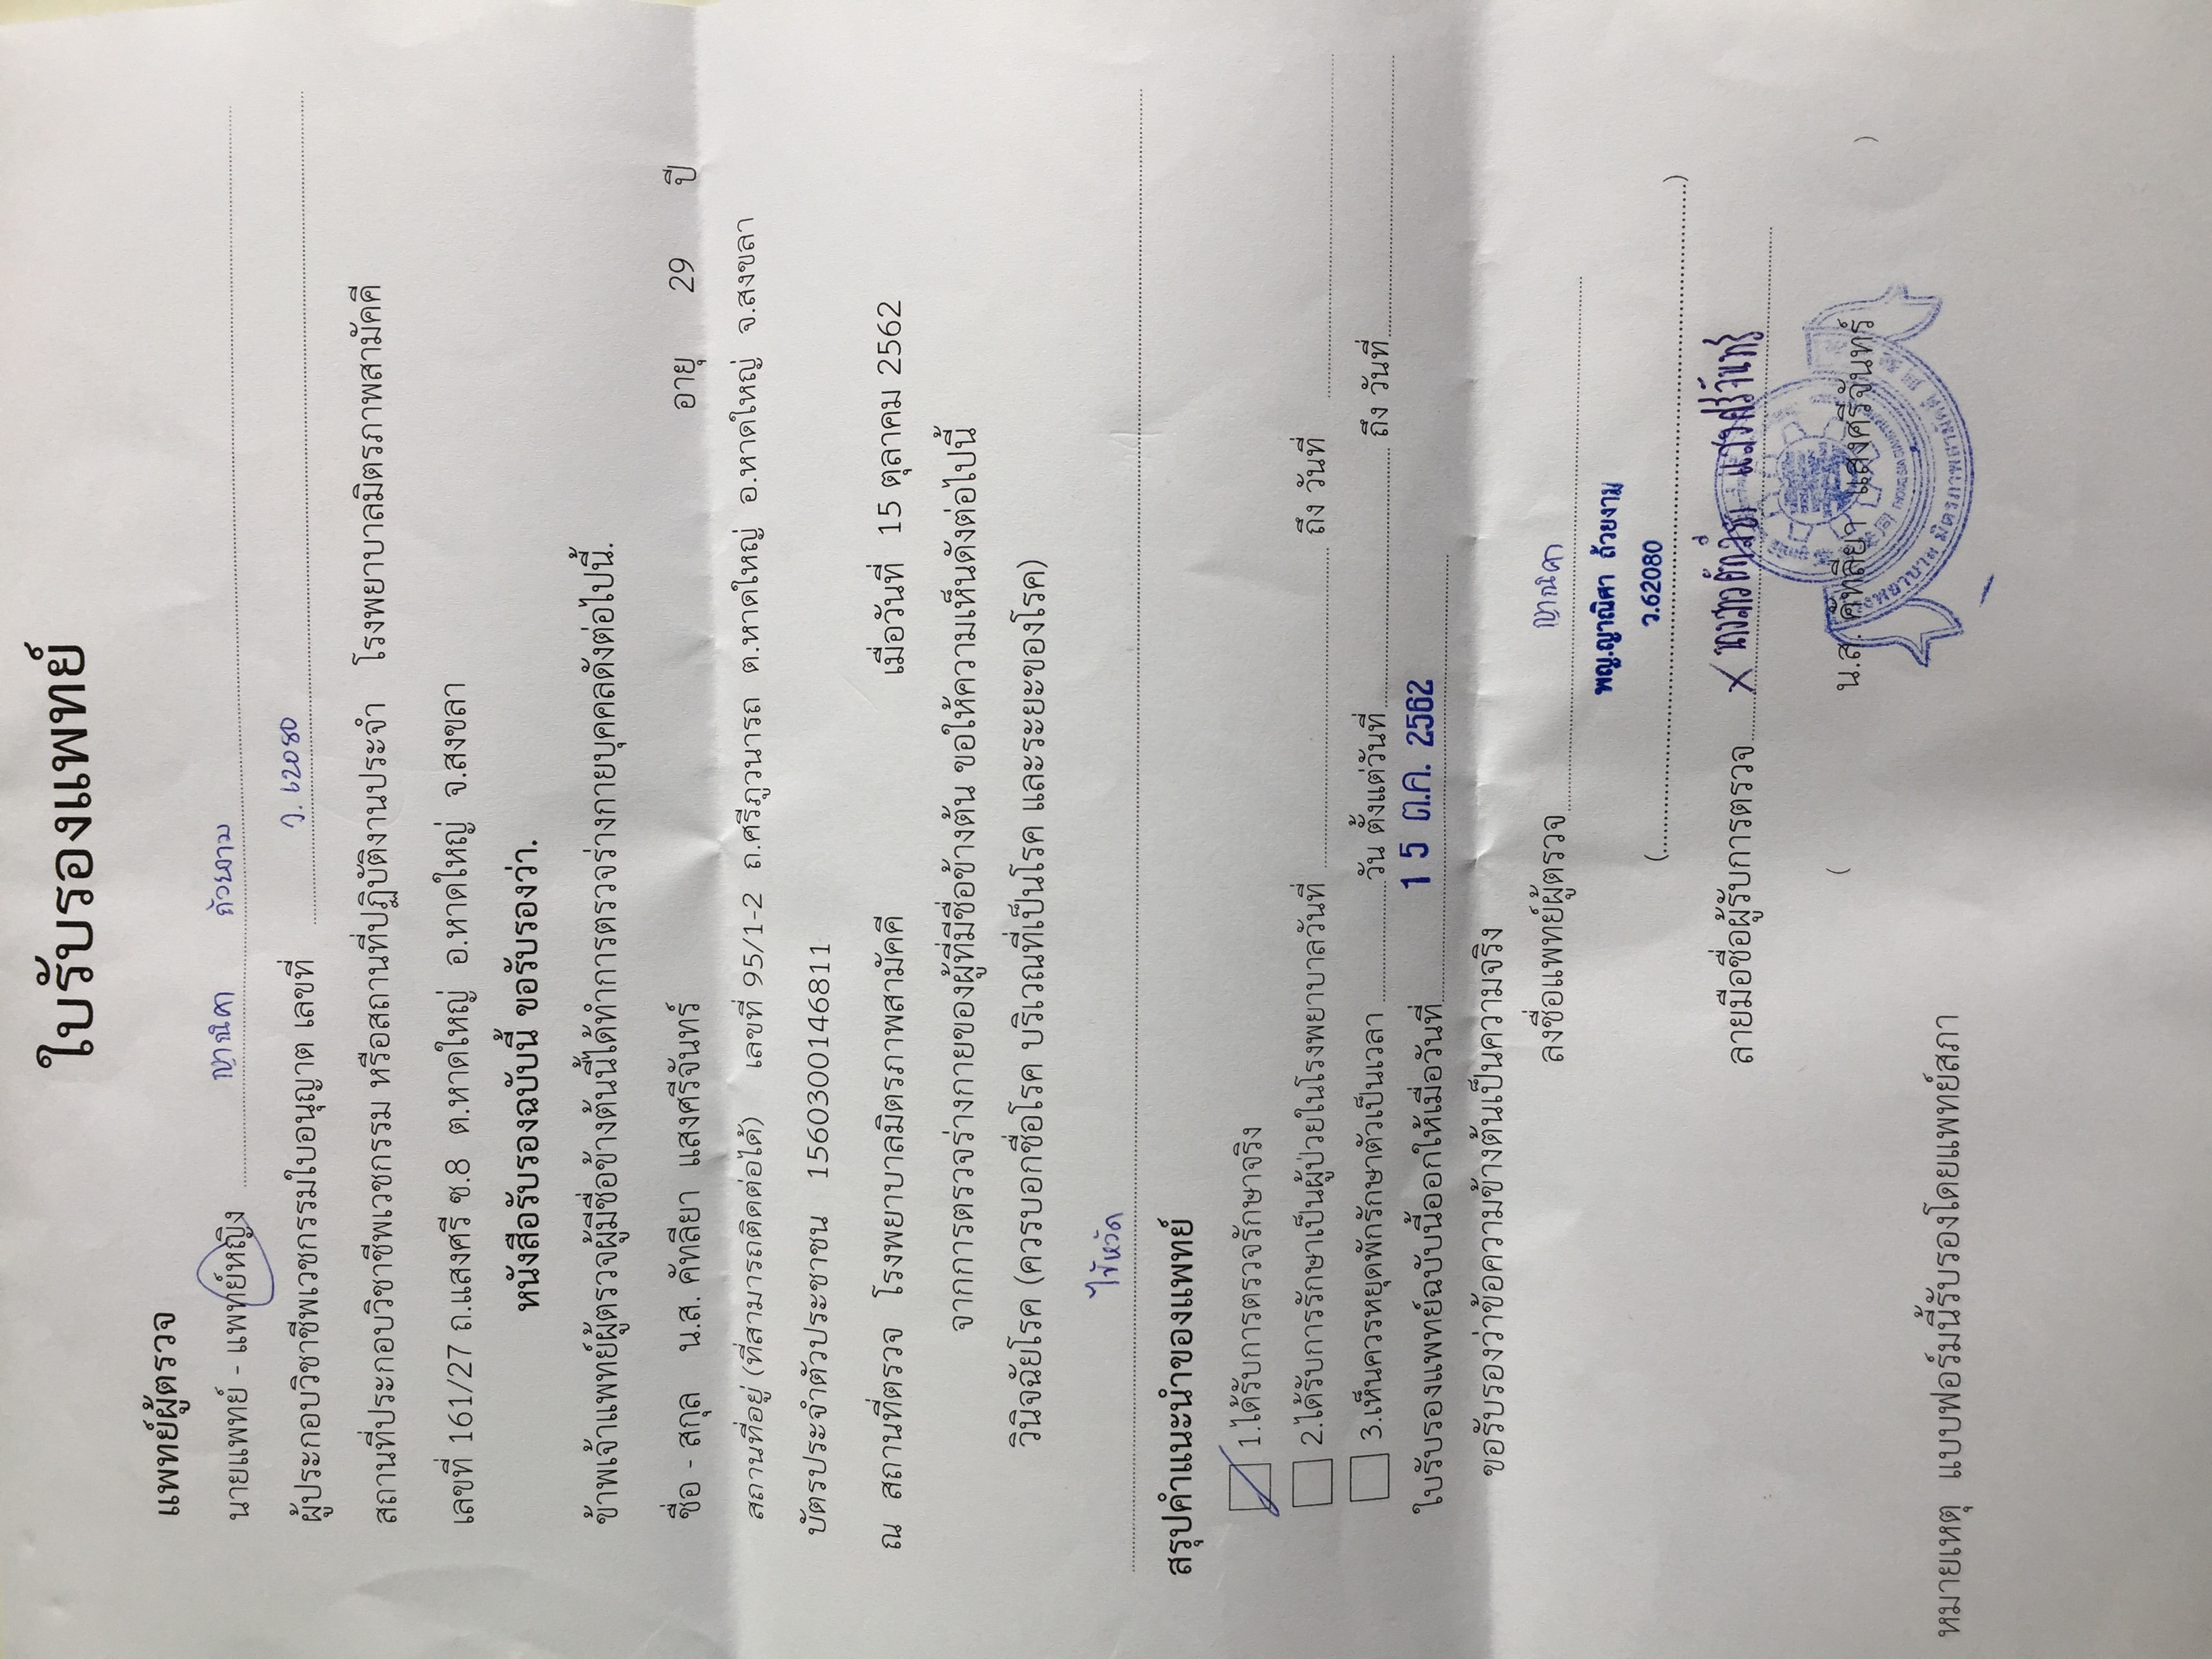 ใบรับรองแพทย์
แพทย์ผู้ตรวจ
นายแพทย์ - แพทย์หญิง ญาณิศา ถ้วยงาม
ผู้ประกอบวิชาชีพเวชกรรมใบอนุญาต เลขที่ ว. 62080
สถานที่ประกอบวิชาชีพเวชกรรม หรือสถานที่ปฏิบัติงานประจำ โรงพยาบาลมิตรภาพสามัคคี
เลขที่ 161/27 ถ.แสงศรี ซ.8 ต.หาดใหญ่ อ.หาดใหญ่ จ.สงขลา
หนังสือรับรองฉบับนี้ ขอรับรองว่า.
ข้าพเจ้าแพทย์ผู้ตรวจผู้มีชื่อข้างต้นนี้ได้ทำการตรวจร่างกายบุคคลดังต่อไปนี้.
ชื่อ - สกุล น.ส. คัทลียา แสงศรีจันทร์ อายุ 29 ปี
สถานที่อยู่ (ที่สามารถติดต่อได้) เลขที่ 95/1-2 ถ.ศรีภูวนารถ ต.หาดใหญ่ อ.หาดใหญ่ จ.สงขลา
บัตรประจำตัวประชาชน 1560300146811
ณ สถานที่ตรวจ โรงพยาบาลมิตรภาพสามัคคี เมื่อวันที่ 15 ตุลาคม 2562
จากการตรวจร่างกายของผู้ที่มีชื่อข้างต้น ขอให้ความเห็นดังต่อไปนี้
วินิจฉัยโรค (ควรบอกชื่อโรค บริเวณที่เป็นโรค และระยะของโรค)
ไข้หวัด
สรุปคำแนะนำของแพทย์
1.ได้รับการตรวจรักษาจริง
2.ได้รับการรักษาเป็นผู้ป่วยในโรงพยาบาลวันที่ ถึง วันที่
3.เห็นควรหยุดพักรักษาตัวเป็นเวลา วัน ตั้งแต่วันที่ ถึง วันที่
ใบรับรองแพทย์ฉบับนี้ออกให้เมื่อวันที่ 15 ต.ค. 2562
ขอรับรองว่าข้อความข้างต้นเป็นความจริง
ลงชื่อแพทย์ผู้ตรวจ ญาณิศา
พญ.ญาณิศา ถ้วยงาม
( ว.62080 )
ลายมือชื่อผู้รับการตรวจ x นางสาวคัทลียา แสงศรีจันทร์
( น.ส. คัทลียา แสงศรีจันทร์ )
มิตรภาพสามัคคี
หมายเหตุ แบบฟอร์มนี้รับรองโดยแพทย์สภา